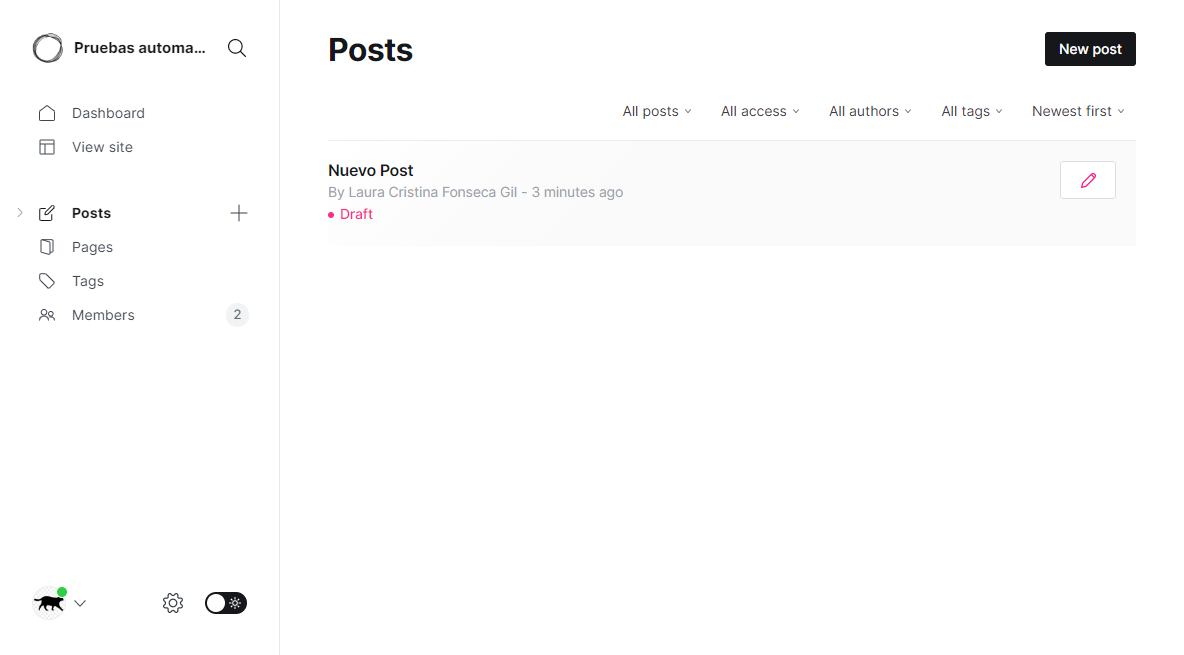 Pruebas automa...
Dashboard
View site
Posts
Pages
Tags
Members
2
Posts
New post
All posts
All access
All authors
All tags
Newest first
Nuevo Post
By Laura Cristina Fonseca Gil - 3 minutes ago
Draft